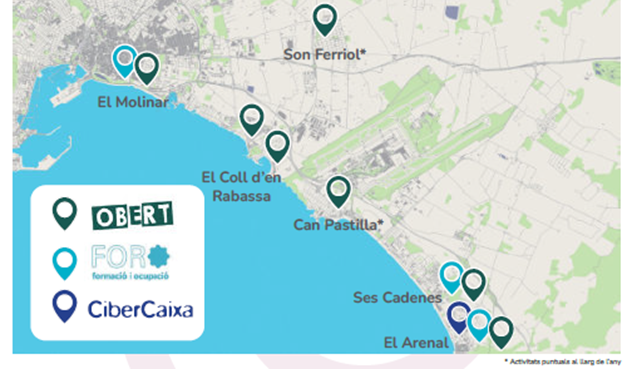 Son Ferriol*
El Molinar
El Coll d'en
Rabassa
Can Pastilla*
Ses Cadenes
El Arenal
OBERT
FORO
formació i ocupació
CiberCaixa
* Activitats puntuals al llarg de l'any